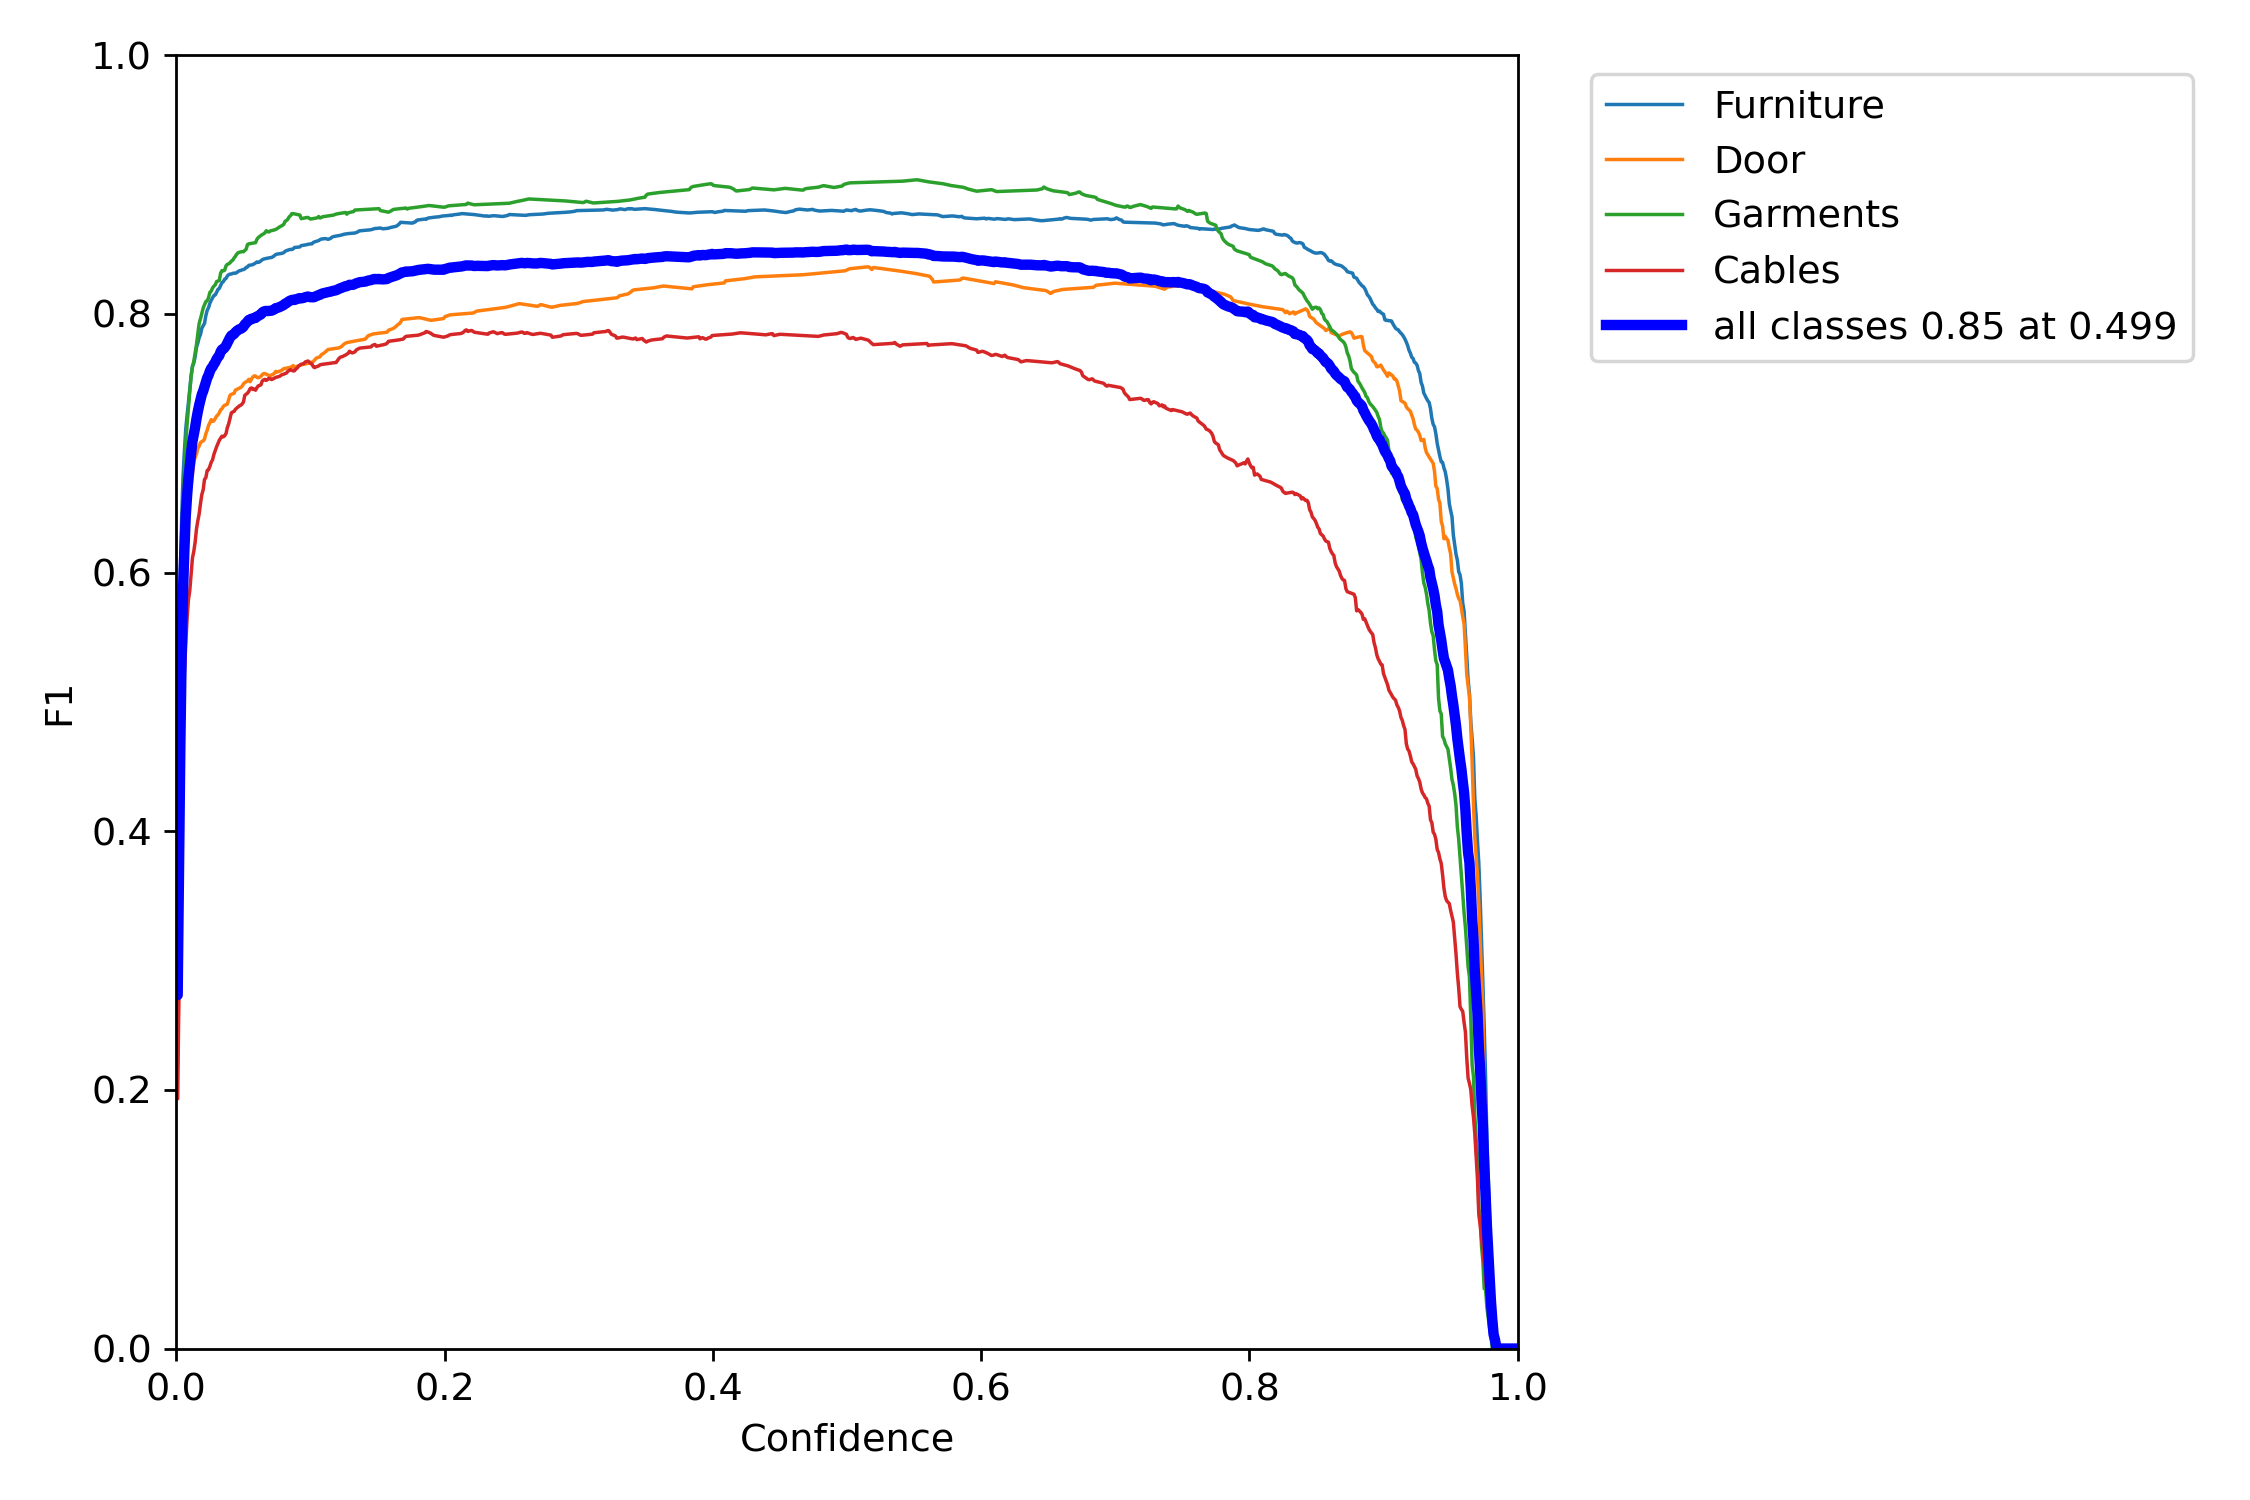 1.0
0.8
0.6
0.4
0.2
0.0
F1
0.0 0.2 0.4 0.6 0.8 1.0
Confidence
Furniture
Door
Garments
Cables
all classes 0.85 at 0.499